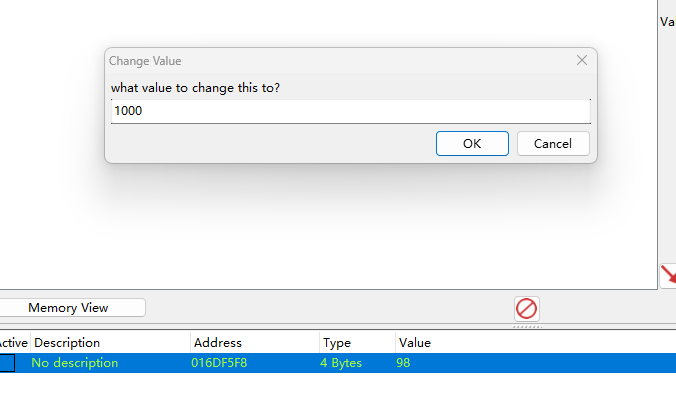 Va
Change Value
what value to change this to?
1000
OK Cancel
Memory View
Active Description Address Type Value
No description 016DF5F8 4 Bytes 98